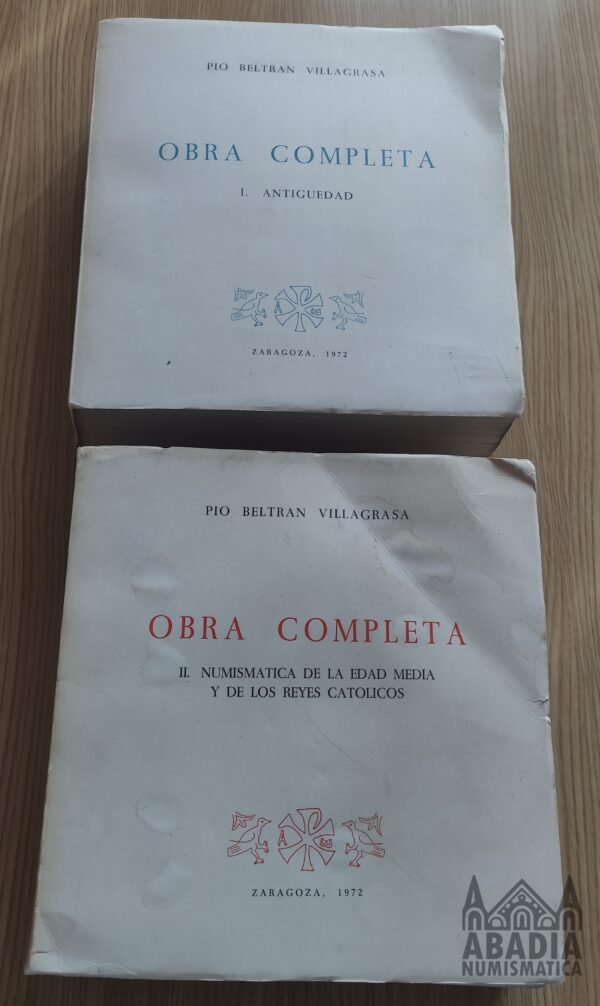 PIO BELTRAN VILLAGRASA
OBRA COMPLETA
I. ANTIGUEDAD
A ω
ZARAGOZA, 1972
PIO BELTRAN VILLAGRASA
OBRA COMPLETA
II. NUMISMATICA DE LA EDAD MEDIA
Y DE LOS REYES CATOLICOS
A ω
ZARAGOZA, 1972
ABADIA
NUMISMATICA